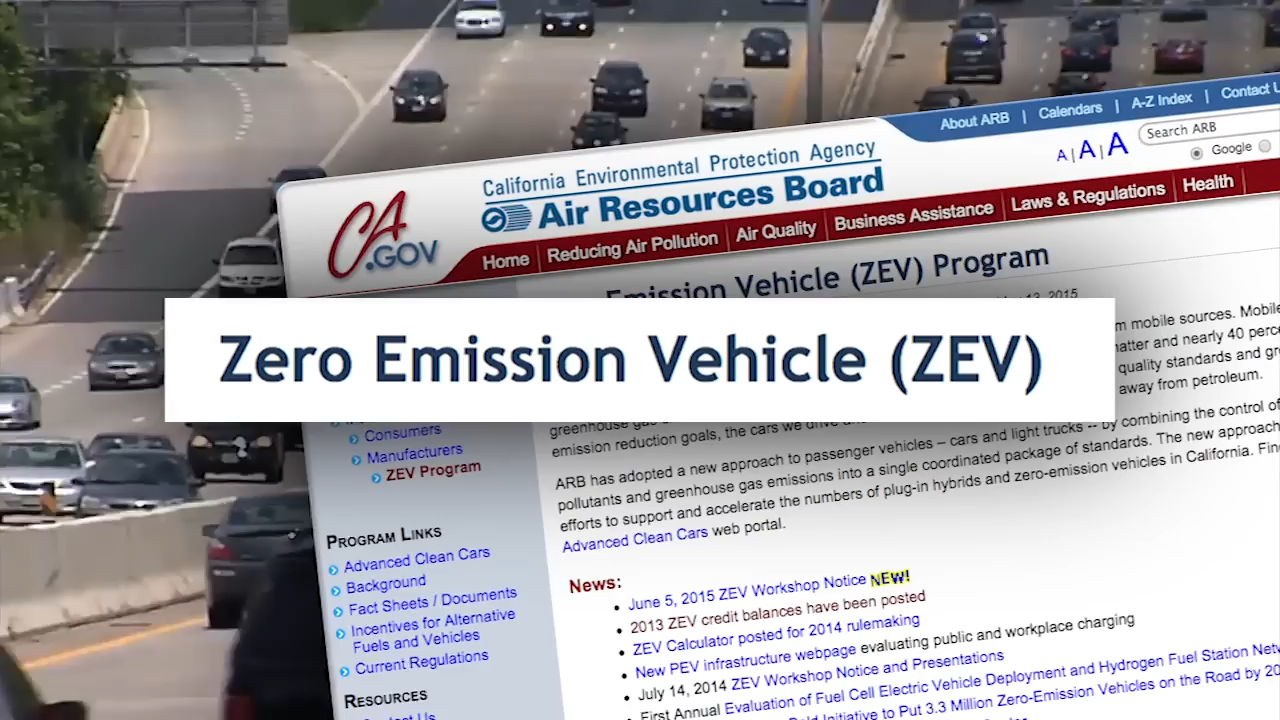 About ARB | Calendars | A-Z Index | Contact
A | A | A
Search ARB
Google
California Environmental Protection Agency
Air Resources Board
CA
.GOV
Home
Reducing Air Pollution
Air Quality
Business Assistance
Laws & Regulations
Health
Emission Vehicle (ZEV) Program
13, 2015
Zero Emission Vehicle (ZEV)
mobile sources. Mobile
and nearly 40
quality standards and
away from petroleum.
greenhouse gas
emission reduction goals, the cars we drive
by combining the control of
ARB has adopted a new approach to passenger vehicles – cars and light trucks --
pollutants and greenhouse gas emissions into a single coordinated package of standards. The new approach
efforts to support and accelerate the numbers of plug-in hybrids and zero-emission vehicles in California.
Advanced Clean Cars web portal.
Consumers
Manufacturers
ZEV Program
PROGRAM LINKS
Advanced Clean Cars
Background
Fact Sheets / Documents
Incentives for Alternative
Fuels and Vehicles
Current Regulations
RESOURCES
News:
June 5, 2015 ZEV Workshop Notice NEW!
2013 ZEV credit balances have been posted
ZEV Calculator posted for 2014 rulemaking
New PEV infrastructure webpage evaluating public and workplace charging
July 14, 2014 ZEV Workshop Notice and Presentations
First Annual Evaluation of Fuel Cell Electric Vehicle Deployment and Hydrogen Fuel Station
Initiative to Put 3.3 Million Zero-Emission Vehicles on the Road by